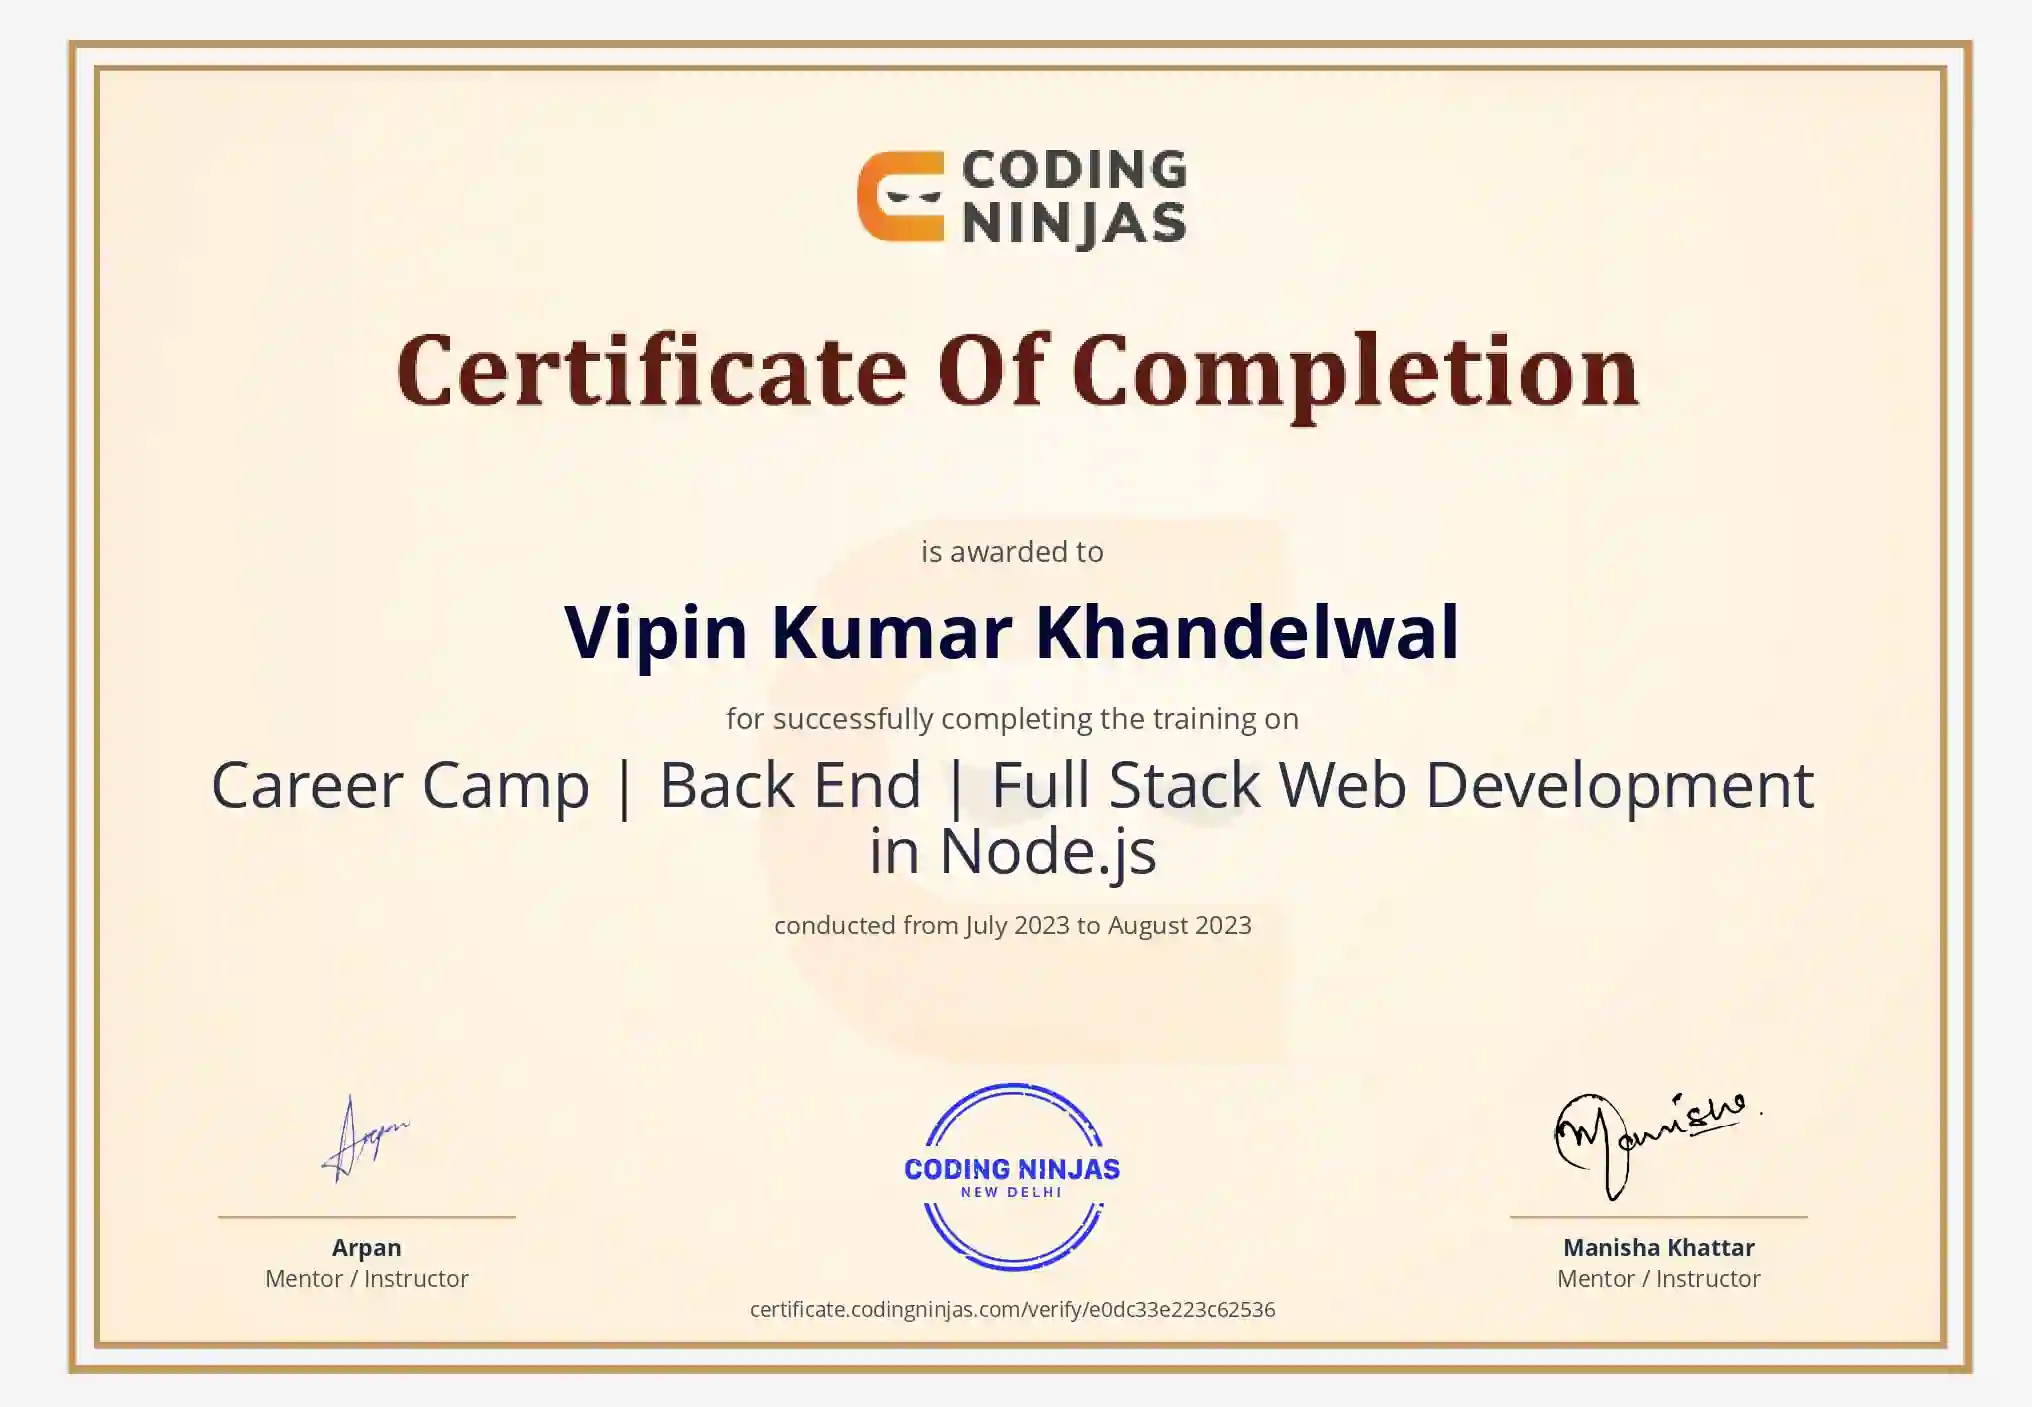 CODING
NINJAS
Certificate Of Completion
is awarded to
Vipin Kumar Khandelwal
for successfully completing the training on
Career Camp | Back End | Full Stack Web Development
in Node.js
conducted from July 2023 to August 2023
Arpan
Manisha
CODING NINJAS
NEW DELHI
Arpan
Mentor / Instructor
Manisha Khattar
Mentor / Instructor
certificate.codingninjas.com/verify/e0dc33e223c62536